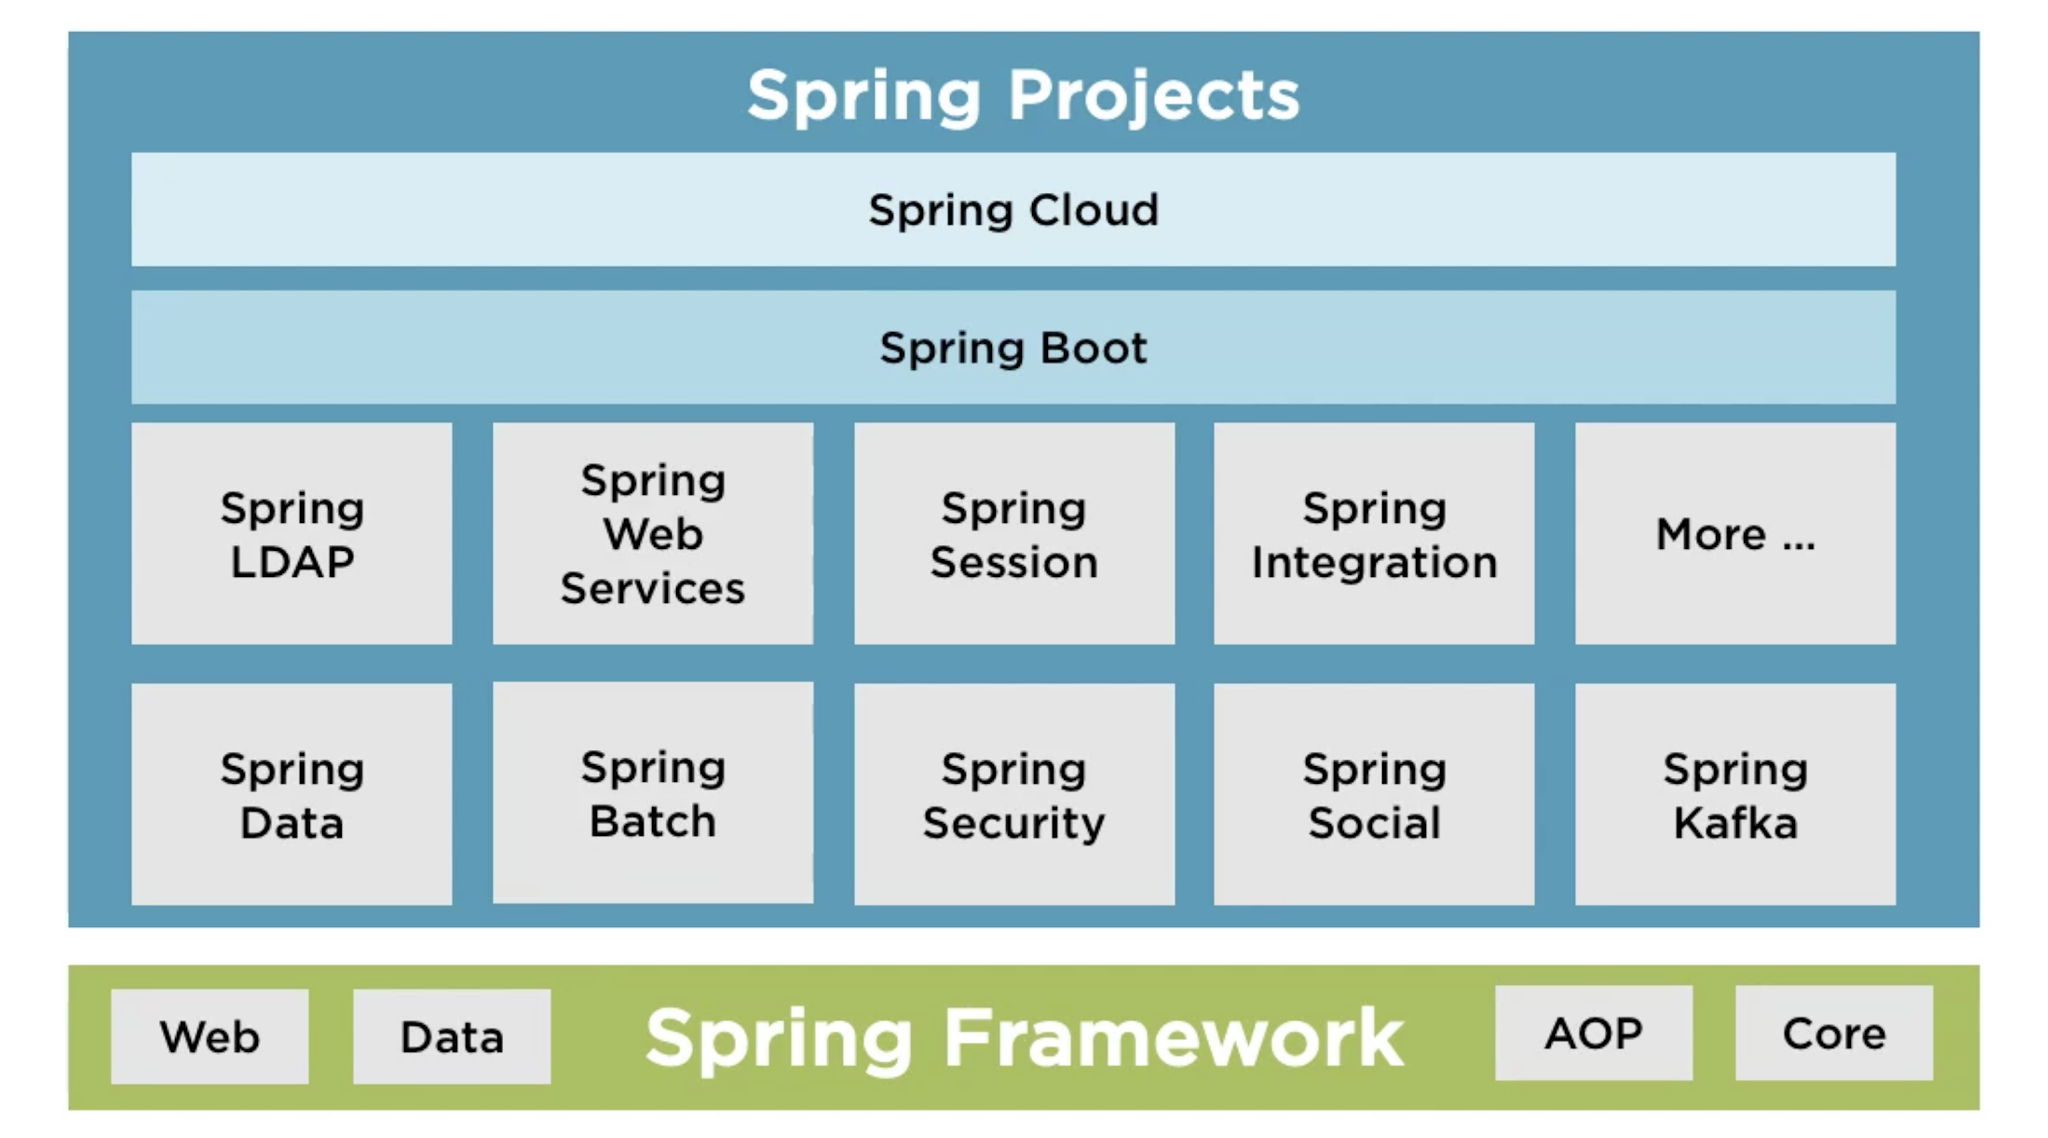 Spring Projects
Spring Cloud
Spring Boot
Spring
LDAP
Spring
Web
Services
Spring
Session
Spring
Integration
More ...
Spring
Data
Spring
Batch
Spring
Security
Spring
Social
Spring
Kafka
Web
Data
Spring Framework
AOP
Core